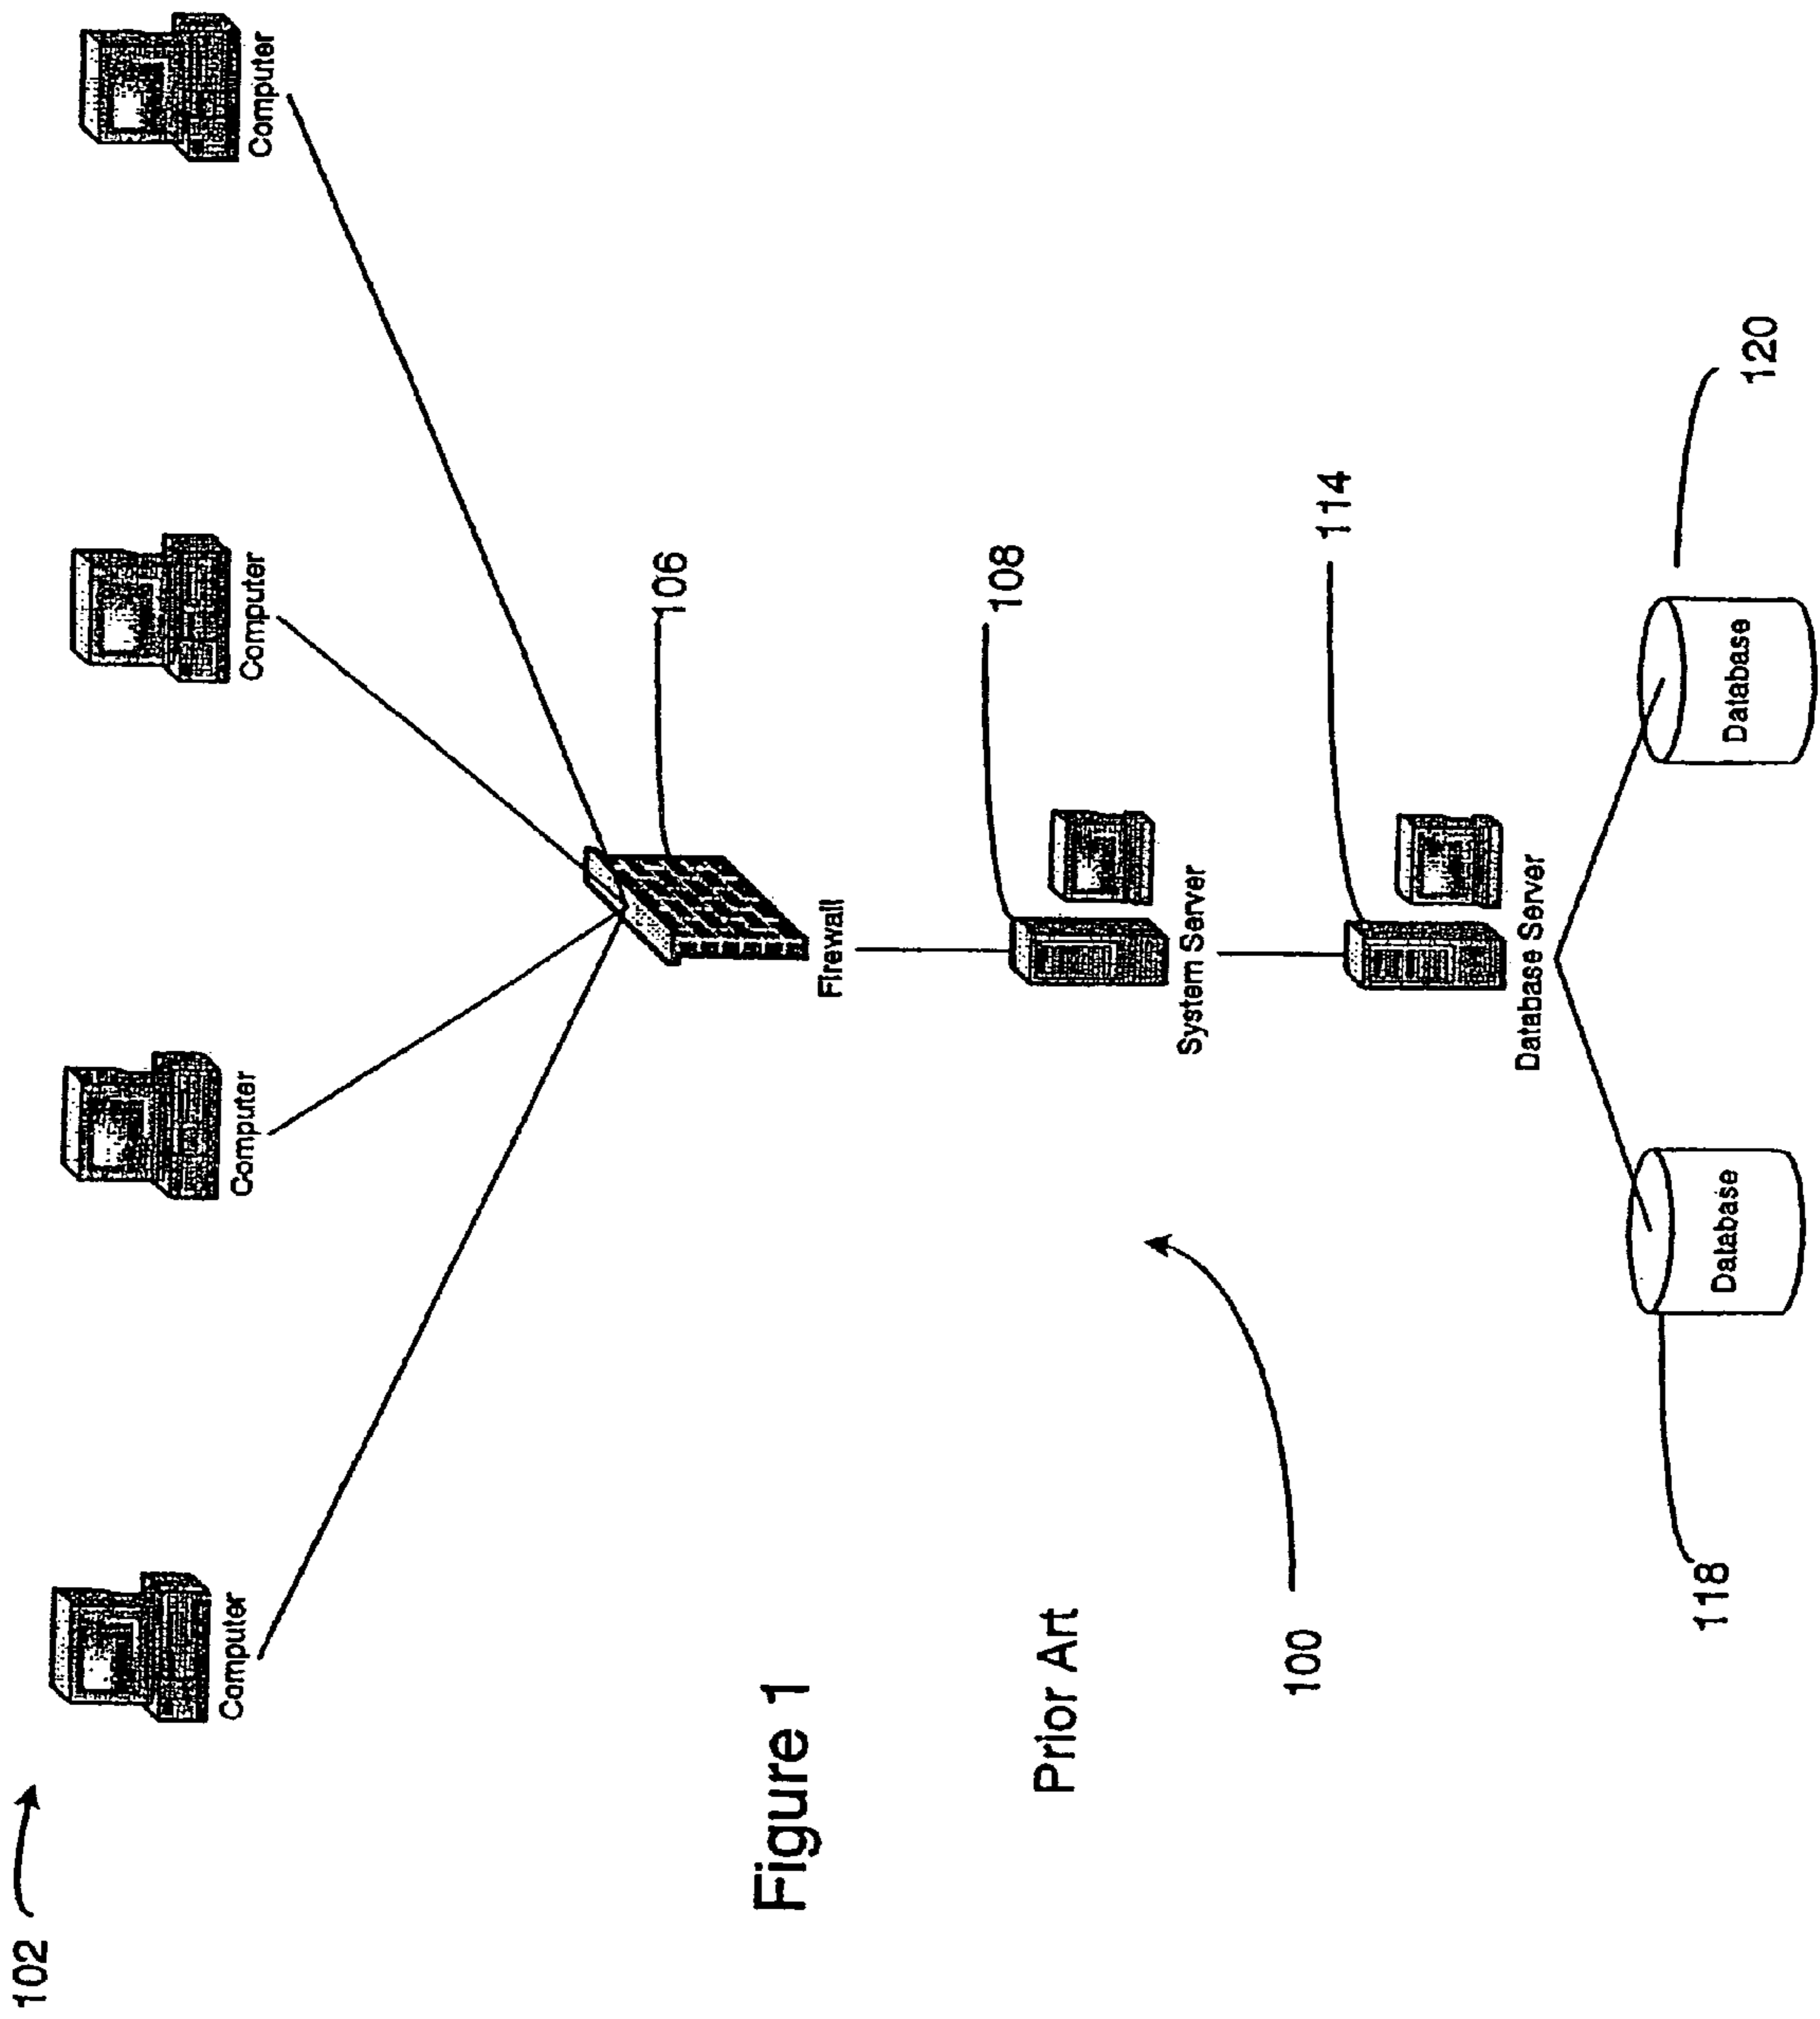 102
Computer
Computer
Computer
Computer
106
Firewall
Figure 1
108
System Server
Prior Art
114
100
Database Server
118
Database
Database
120